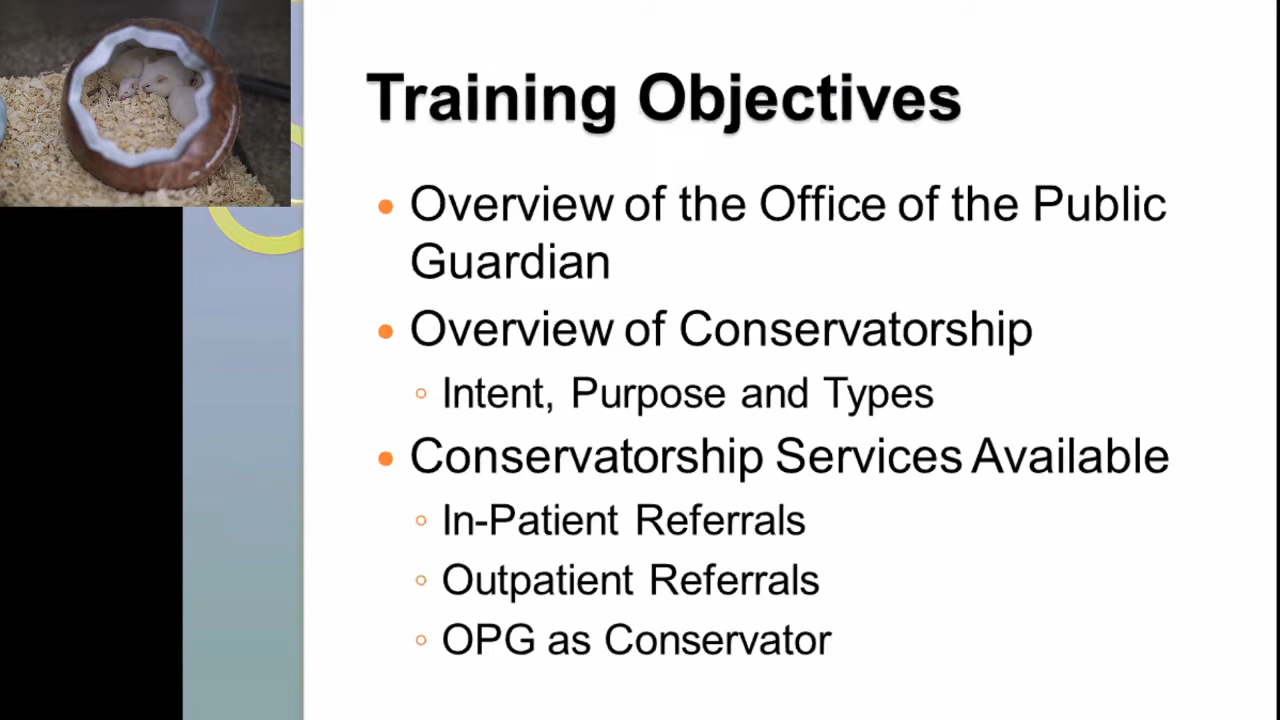 Training Objectives
Overview of the Office of the Public
Guardian
Overview of Conservatorship
Intent, Purpose and Types
Conservatorship Services Available
In-Patient Referrals
Outpatient Referrals
OPG as Conservator